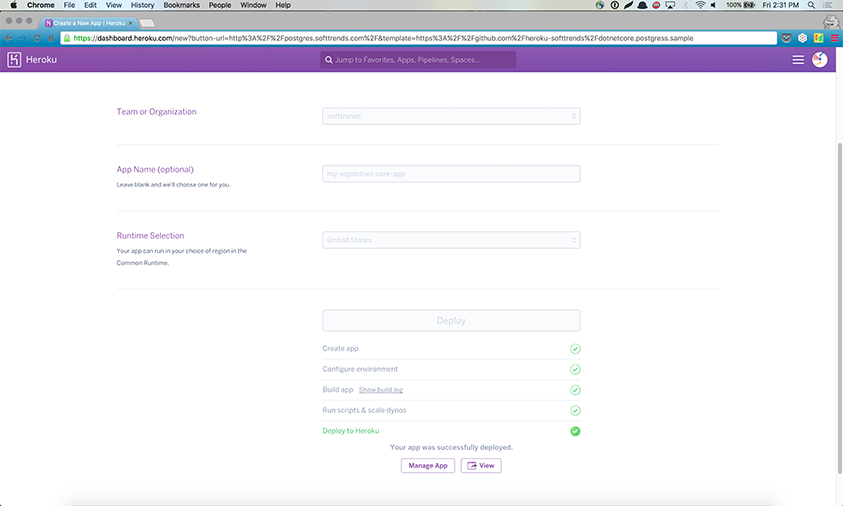 Chrome File Edit View History Bookmarks People Window Help 100% Fri 2:31 PM
Create a New App | Heroku
https://dashboard.heroku.com/new?button-url=http%3A%2F%2Fpostgres.softtrends.com%2F&template=https%3A%2F%2Fgithub.com%2Fheroku-softtrends%2Fdotnetcore.postgress.sample
Heroku Jump to Favorites, Apps, Pipelines, Spaces...
Team or Organization
softtrends
App Name (optional)
my-aspdotnet-core-app
Leave blank and we'll choose one for you.
Runtime Selection
United States
Your app can run in your choice of region in the
Common Runtime.
Deploy
Create app
Configure environment
Build app Show build log
Run scripts & scale dynos
Deploy to Heroku
Your app was successfully deployed.
Manage App View